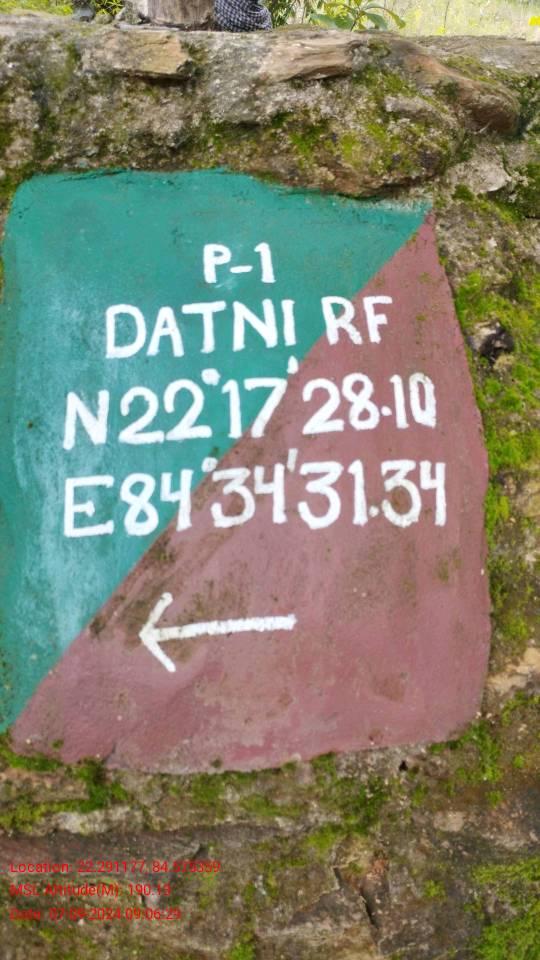 P-1
DATNI RF
N22°17'28.10
E84°34'31.34
Location: 22.291177, 84.575359
MSL Altitude(M): 190.13
Date: 07-09-2024 09:06:29